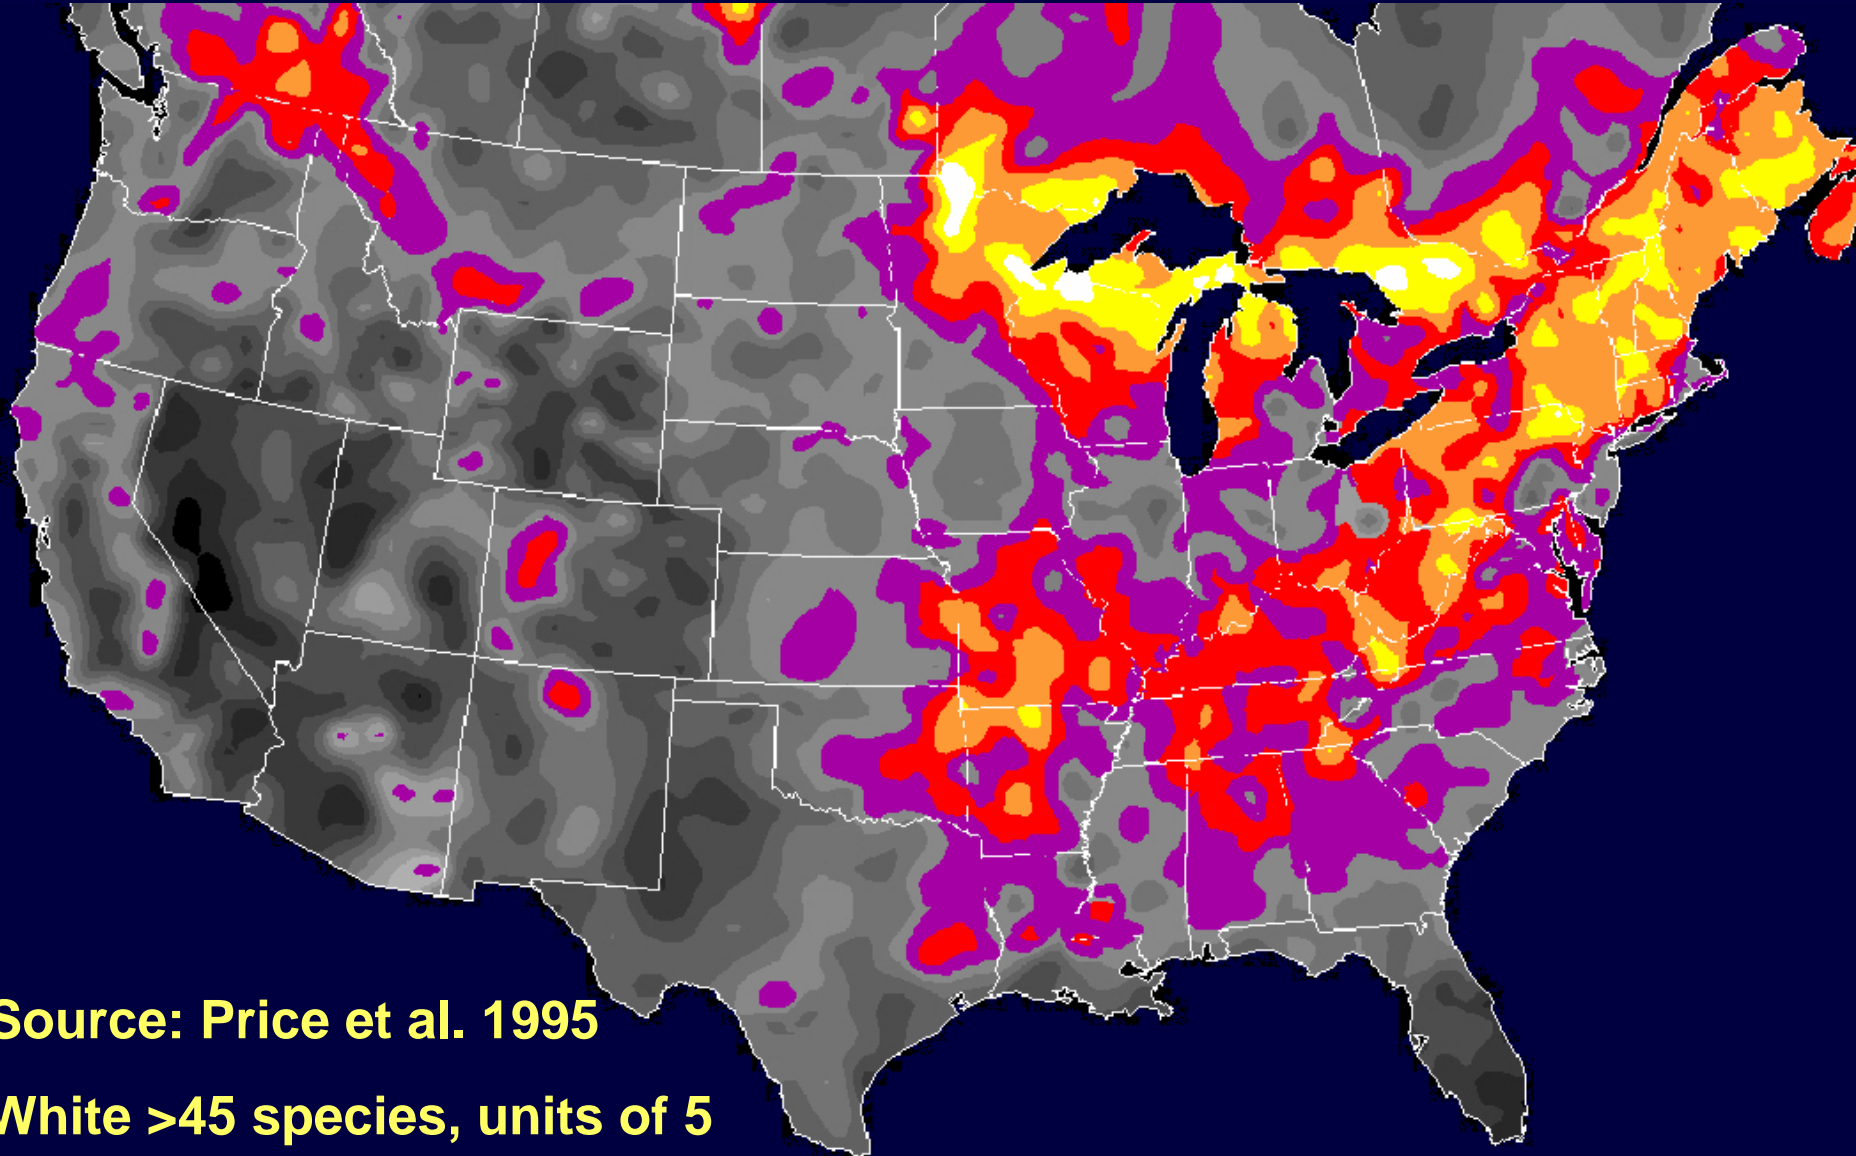 Source: Price et al. 1995
White >45 species, units of 5